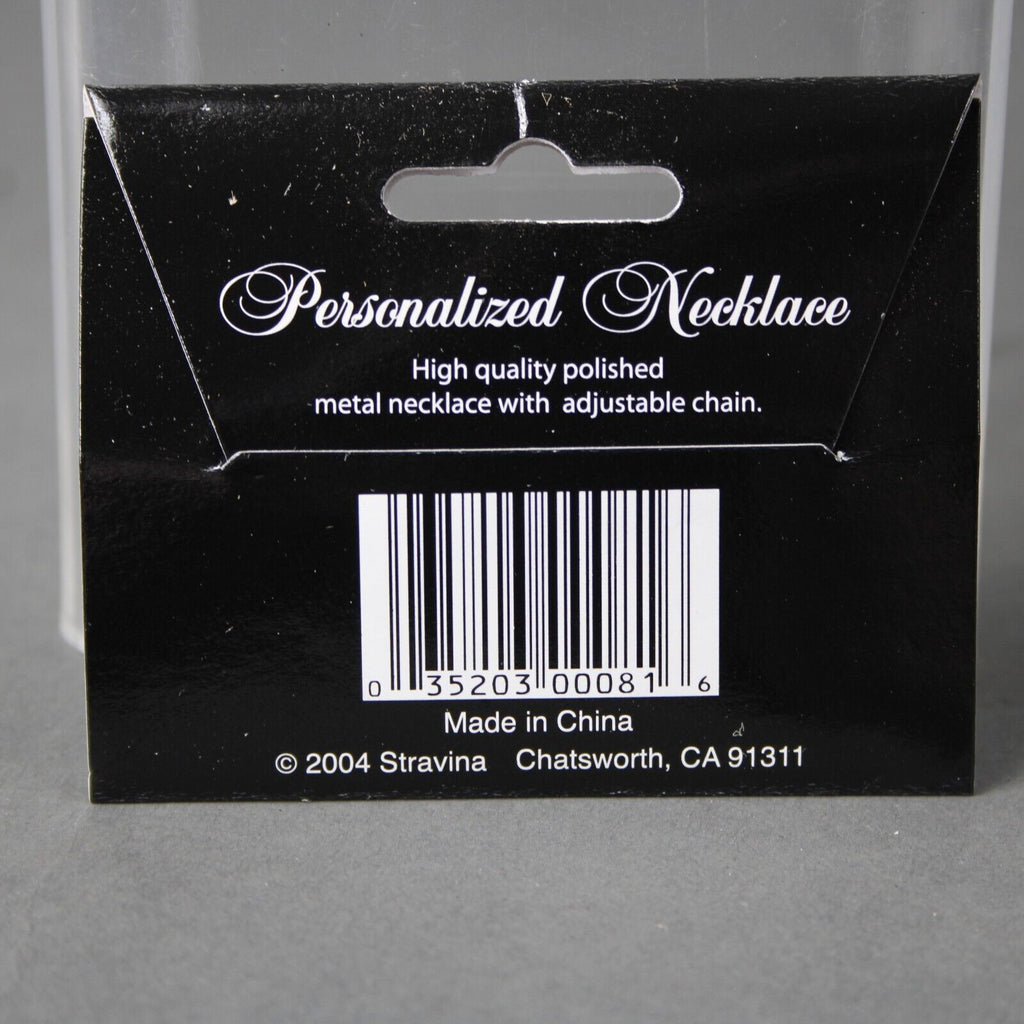 Personalized Necklace
High quality polished
metal necklace with adjustable chain.
0 35203 00081 6
Made in China
© 2004 Stravina Chatsworth, CA 91311